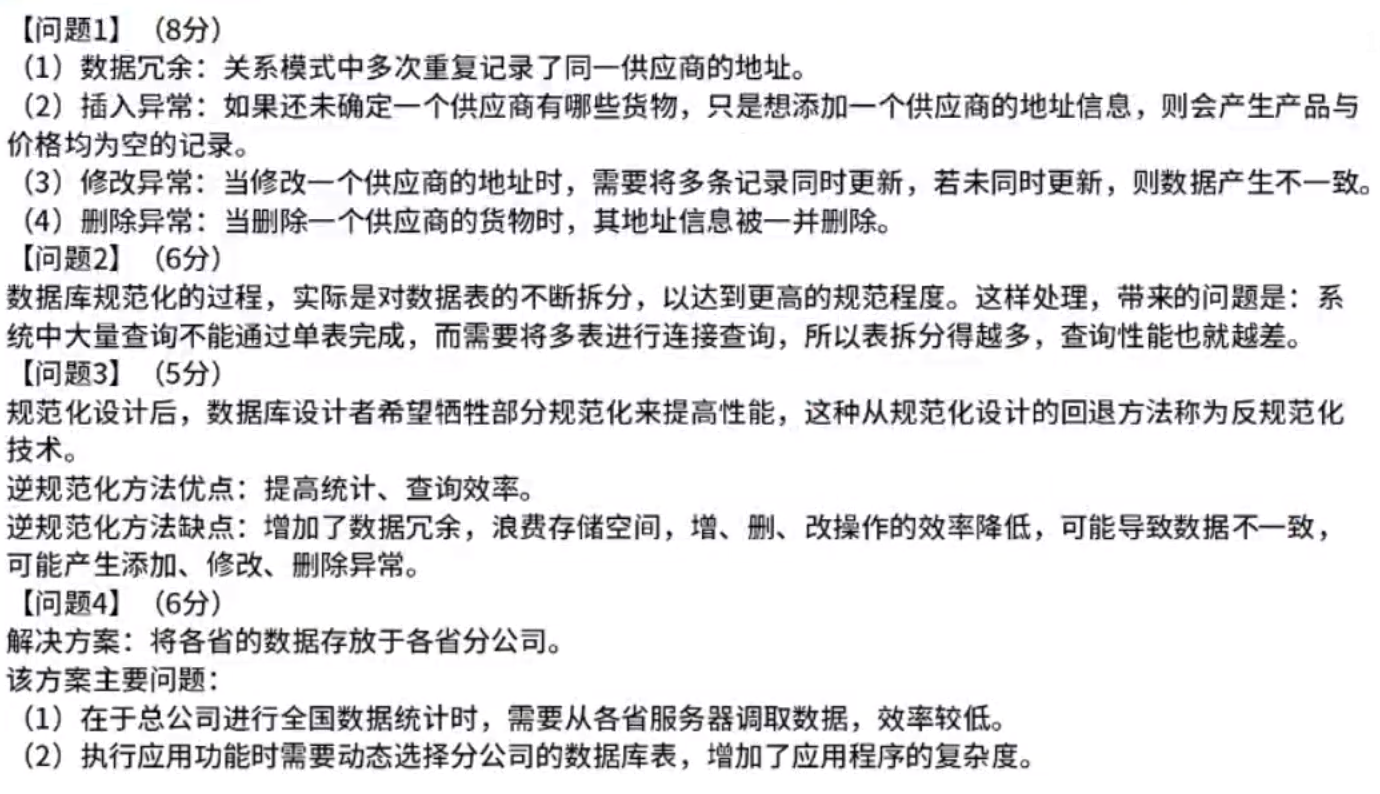 【问题1】（8分）
（1）数据冗余：关系模式中多次重复记录了同一供应商的地址。
（2）插入异常：如果还未确定一个供应商有哪些货物，只是想添加一个供应商的地址信息，则会产生产品与
价格均为空的记录。
（3）修改异常：当修改一个供应商的地址时，需要将多条记录同时更新，若未同时更新，则数据产生不一致。
（4）删除异常：当删除一个供应商的货物时，其地址信息被一并删除。
【问题2】（6分）
数据库规范化的过程，实际是对数据表的不断拆分，以达到更高的规范程度。这样处理，带来的问题是：系
统中大量查询不能通过单表完成，而需要将多表进行连接查询，所以表拆分得越多，查询性能也就越差。
【问题3】（5分）
规范化设计后，数据库设计者希望牺牲部分规范化来提高性能，这种从规范化设计的回退方法称为反规范化
技术。
逆规范化方法优点：提高统计、查询效率。
逆规范化方法缺点：增加了数据冗余，浪费存储空间，增、删、改操作的效率降低，可能导致数据不一致，
可能产生添加、修改、删除异常。
【问题4】（6分）
解决方案：将各省的数据存放于各省分公司。
该方案主要问题：
（1）在于总公司进行全国数据统计时，需要从各省服务器调取数据，效率较低。
（2）执行应用功能时需要动态选择分公司的数据库表，增加了应用程序的复杂度。